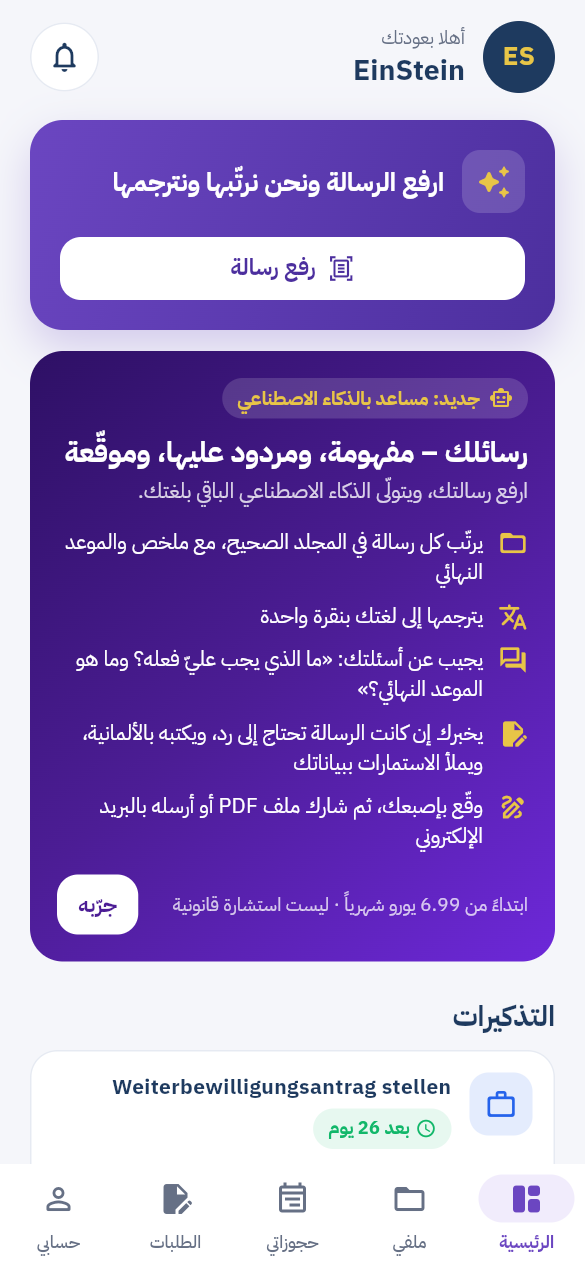 ES
أهلا بعودتك
EinStein
ارفع الرسالة ونحن نرتّبها ونترجمها
رفع رسالة
جديد: مساعد بالذكاء الاصطناعي
رسائلك – مفهومة، ومردود عليها، وموقّعة
ارفع رسالتك، ويتولّى الذكاء الاصطناعي الباقي بلغتك.
يرتّب كل رسالة في المجلد الصحيح، مع ملخص والموعد
النهائي
يترجمها إلى لغتك بنقرة واحدة
يجيب عن أسئلتك: «ما الذي يجب عليّ فعله؟ وما هو
الموعد النهائي؟»
يخبرك إن كانت الرسالة تحتاج إلى رد، ويكتبه بالألمانية،
ويملأ الاستمارات ببياناتك
وقّع بإصبعك، ثم شارك ملف PDF أو أرسله بالبريد
الإلكتروني
ابتداءً من 6.99 يورو شهرياً · ليست استشارة قانونية
جرّبه
التذكيرات
Weiterbewilligungsantrag stellen
بعد 26 يوم
الرئيسية
ملفي
حجوزاتي
الطلبات
حسابي